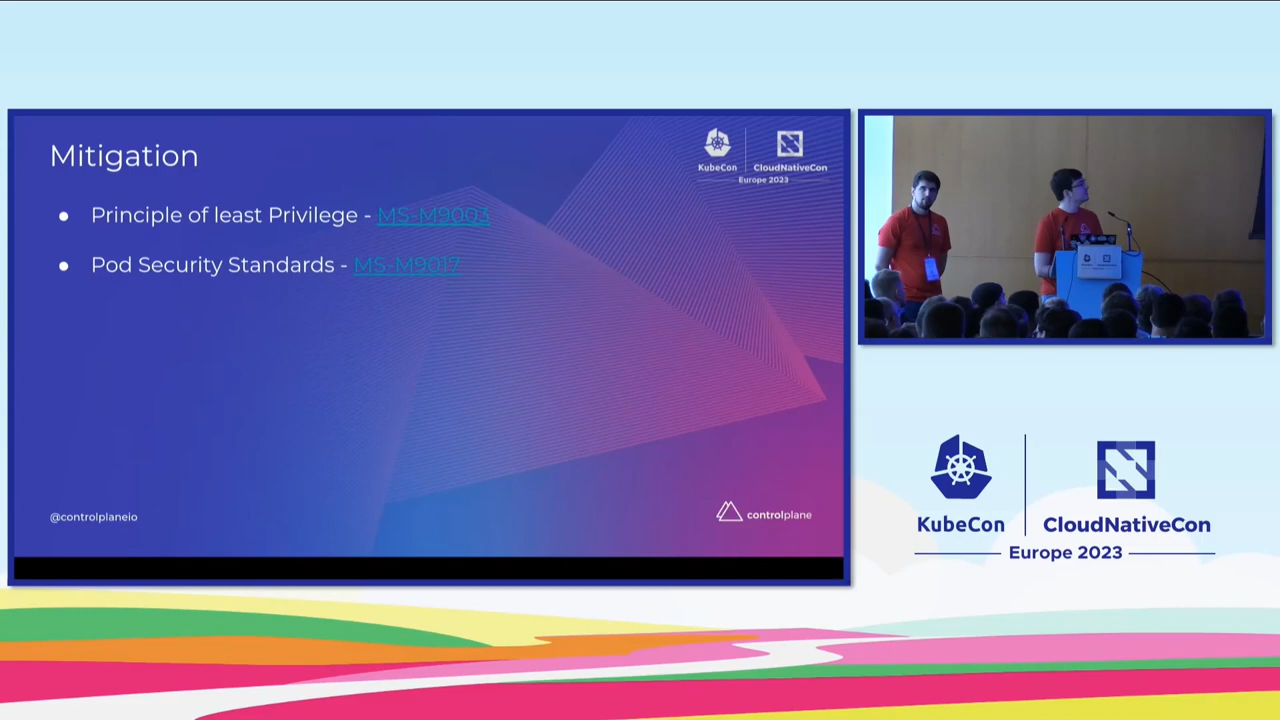 Mitigation
KubeCon
CloudNativeCon
Europe 2023
● Principle of least Privilege - MS-M9003
● Pod Security Standards - MS-M9017
@controlplaneio
controlplane
KubeCon
CloudNativeCon
Europe 2023